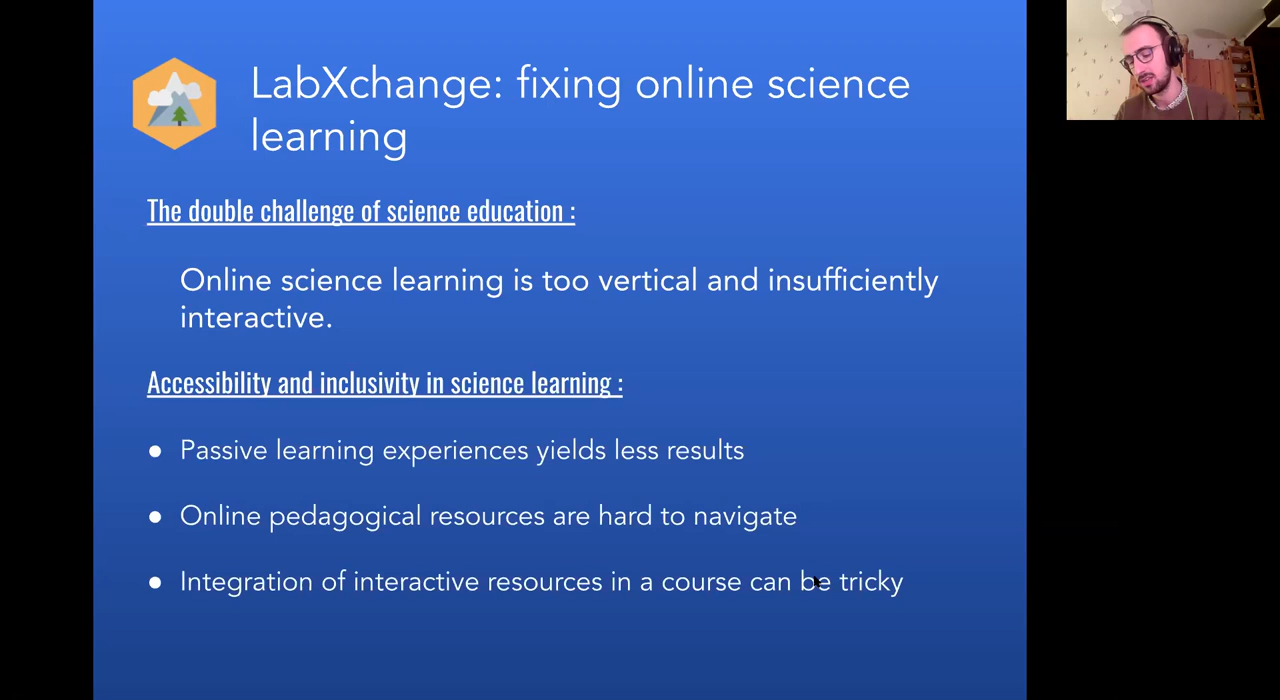 LabXchange: fixing online science
learning
The double challenge of science education :
Online science learning is too vertical and insufficiently
interactive.
Accessibility and inclusivity in science learning :
● Passive learning experiences yields less results
● Online pedagogical resources are hard to navigate
● Integration of interactive resources in a course can be tricky